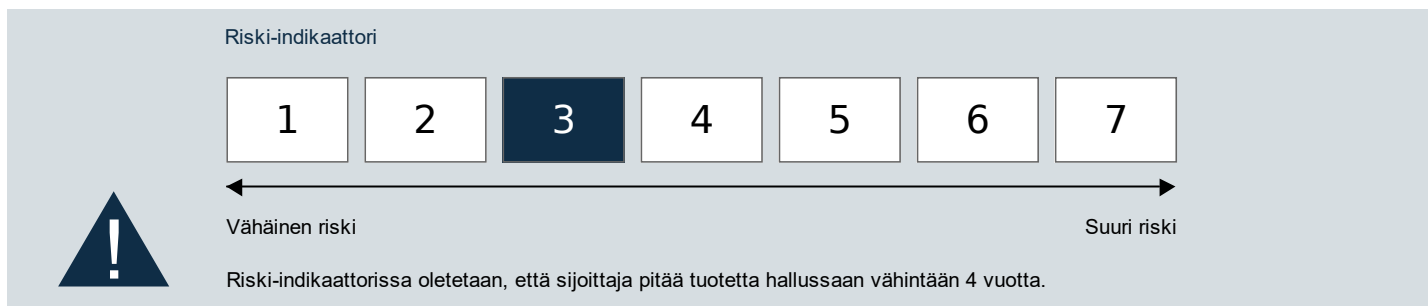 Riski-indikaattori
1 2 3 4 5 6 7
Vähäinen riski Suuri riski
!
Riski-indikaattorissa oletetaan, että sijoittaja pitää tuotetta hallussaan vähintään 4 vuotta.